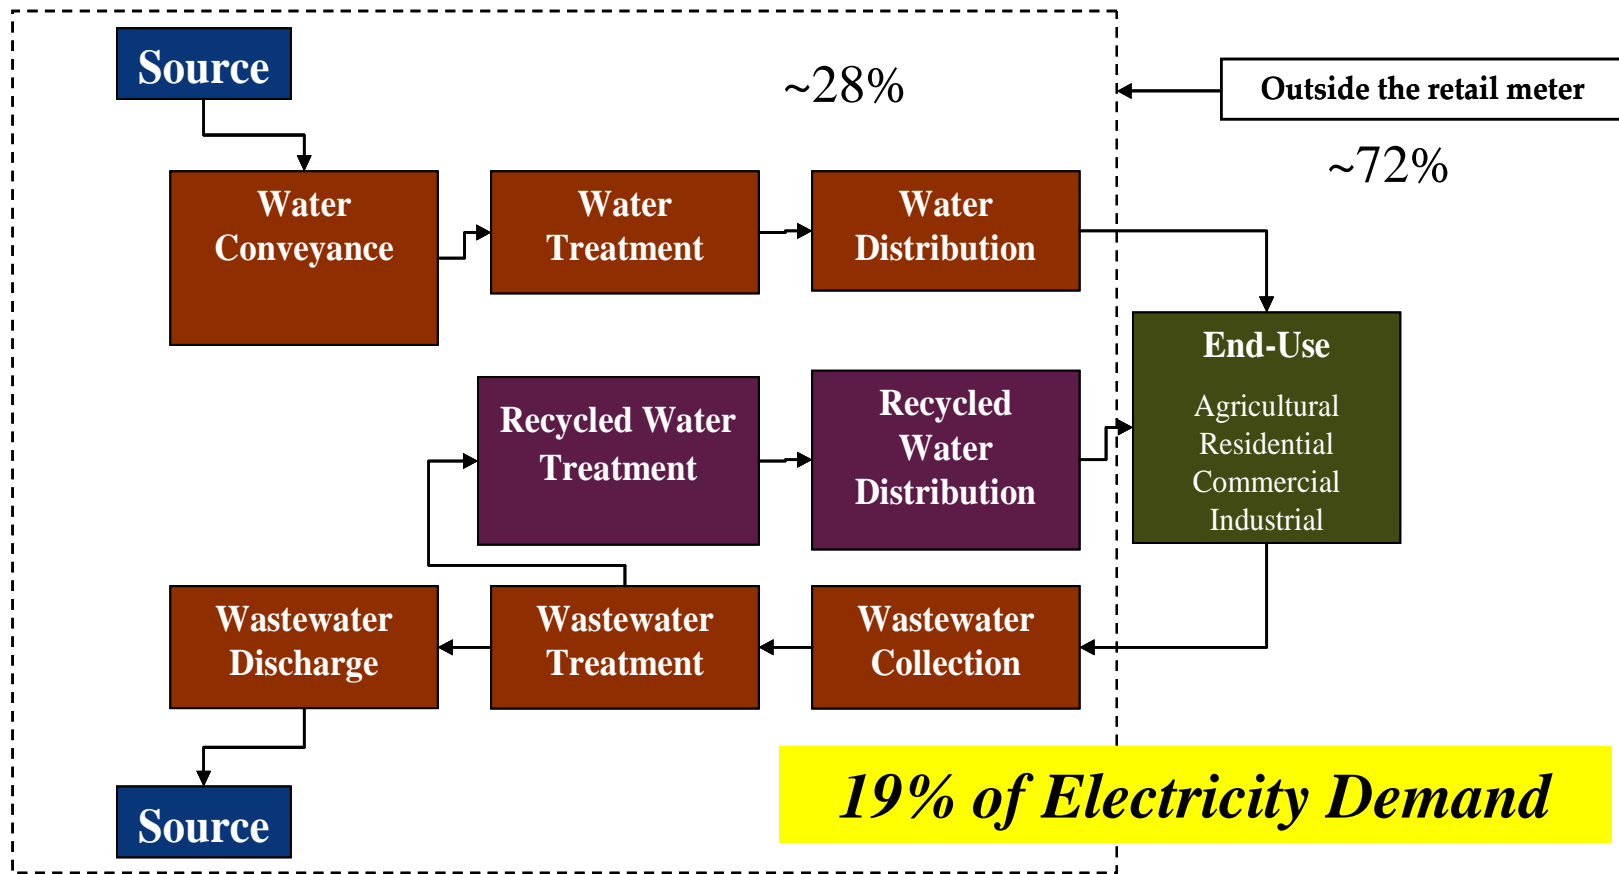 Source
~28%
Outside the retail meter
~72%
Water
Conveyance
Water
Treatment
Water
Distribution
End-Use
Agricultural
Residential
Commercial
Industrial
Recycled Water
Treatment
Recycled
Water
Distribution
Wastewater
Discharge
Wastewater
Treatment
Wastewater
Collection
Source
19% of Electricity Demand